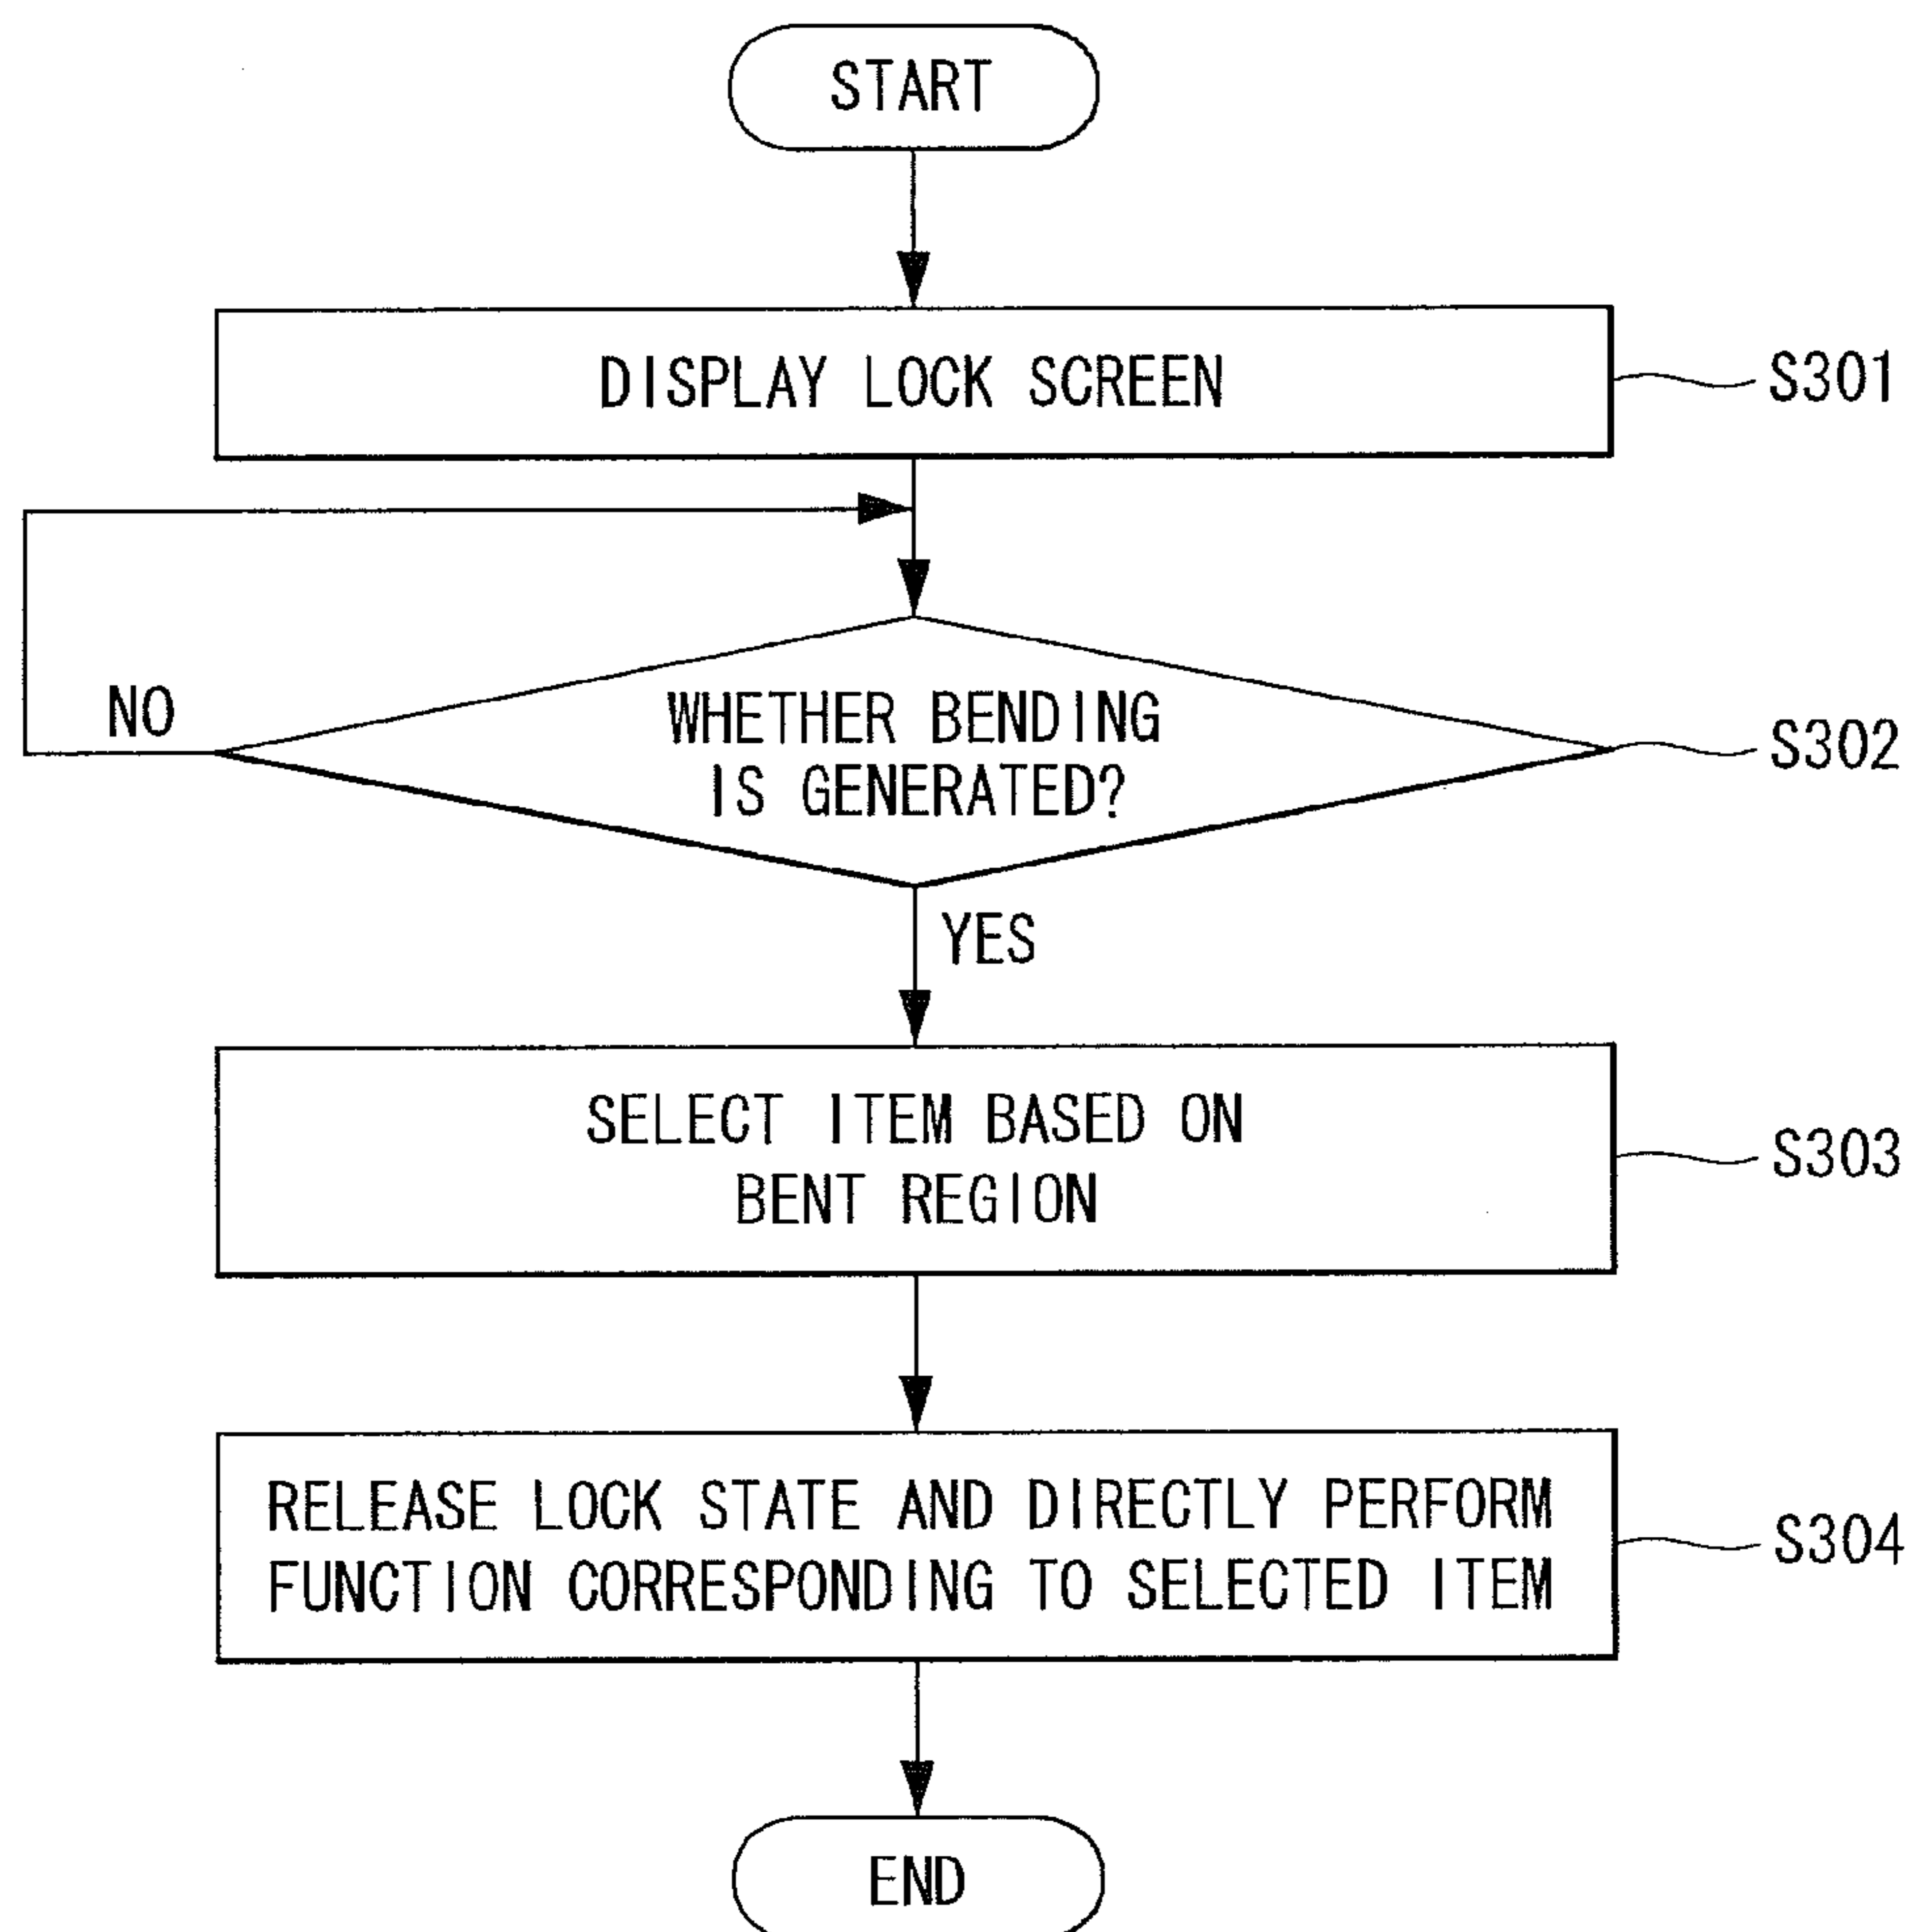 START
DISPLAY LOCK SCREEN
S301
NO
WHETHER BENDING
IS GENERATED?
S302
YES
SELECT ITEM BASED ON
BENT REGION
S303
RELEASE LOCK STATE AND DIRECTLY PERFORM
FUNCTION CORRESPONDING TO SELECTED ITEM
S304
END